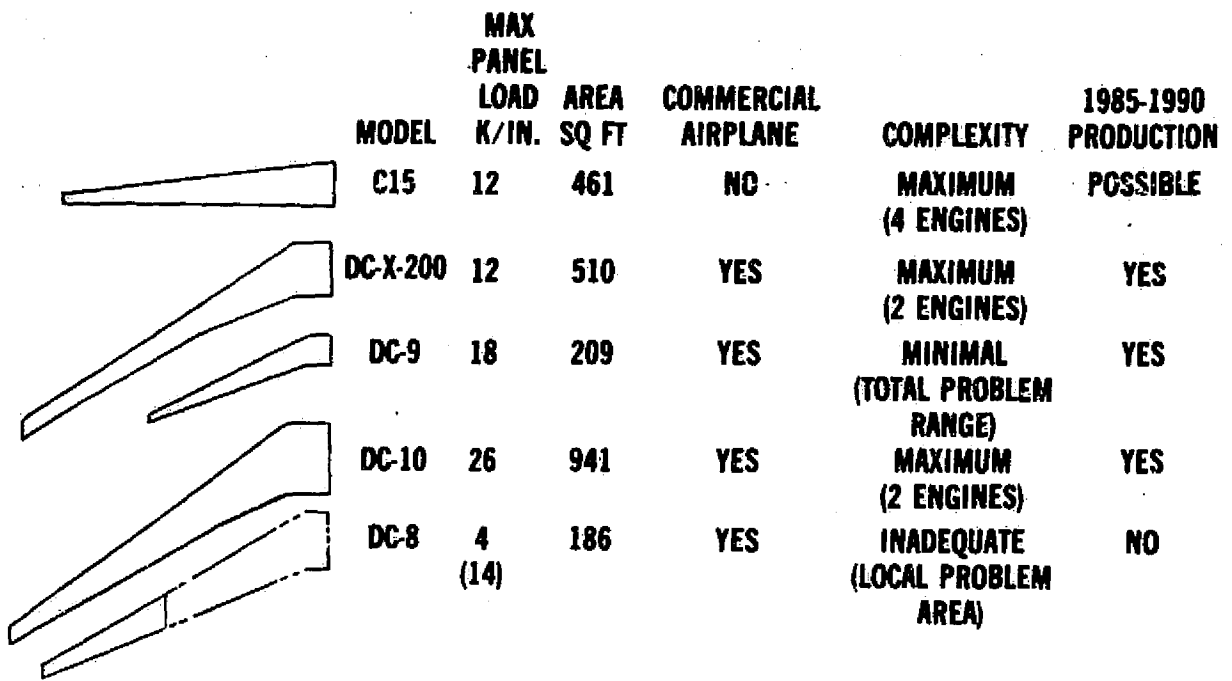 MAX
PANEL
LOAD AREA COMMERCIAL 1985-1990
MODEL K/IN. SQ FT AIRPLANE COMPLEXITY PRODUCTION
C15 12 461 NO MAXIMUM POSSIBLE
(4 ENGINES)
DC-X-200 12 510 YES MAXIMUM YES
(2 ENGINES)
DC-9 18 209 YES MINIMAL YES
(TOTAL PROBLEM
RANGE)
DC-10 26 941 YES MAXIMUM YES
(2 ENGINES)
DC-8 4 186 YES INADEQUATE NO
(14) (LOCAL PROBLEM
AREA)